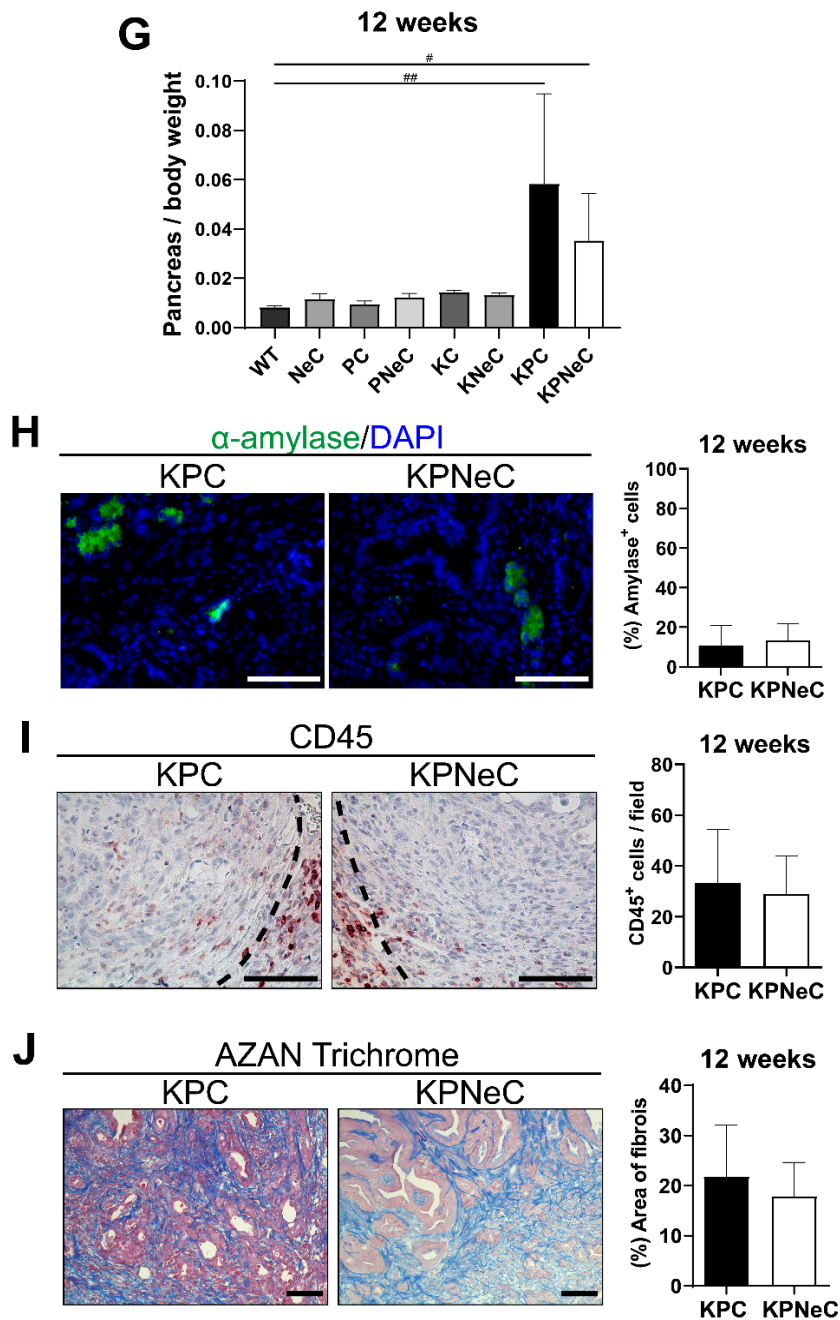 G
12 weeks
#
##
Pancreas / body weight
0.10
0.08
0.06
0.04
0.02
0.00
WT
NeC
PC
PNeC
KC
KNeC
KPC
KPNeC
H
α-amylase/DAPI
KPC
KPNeC
12 weeks
(%) Amylase⁺ cells
100
80
60
40
20
0
KPC KPNeC
I
CD45
KPC
KPNeC
12 weeks
CD45⁺ cells / field
80
60
40
20
0
KPC KPNeC
J
AZAN Trichrome
KPC
KPNeC
12 weeks
(%) Area of fibrois
40
30
20
10
0
KPC KPNeC